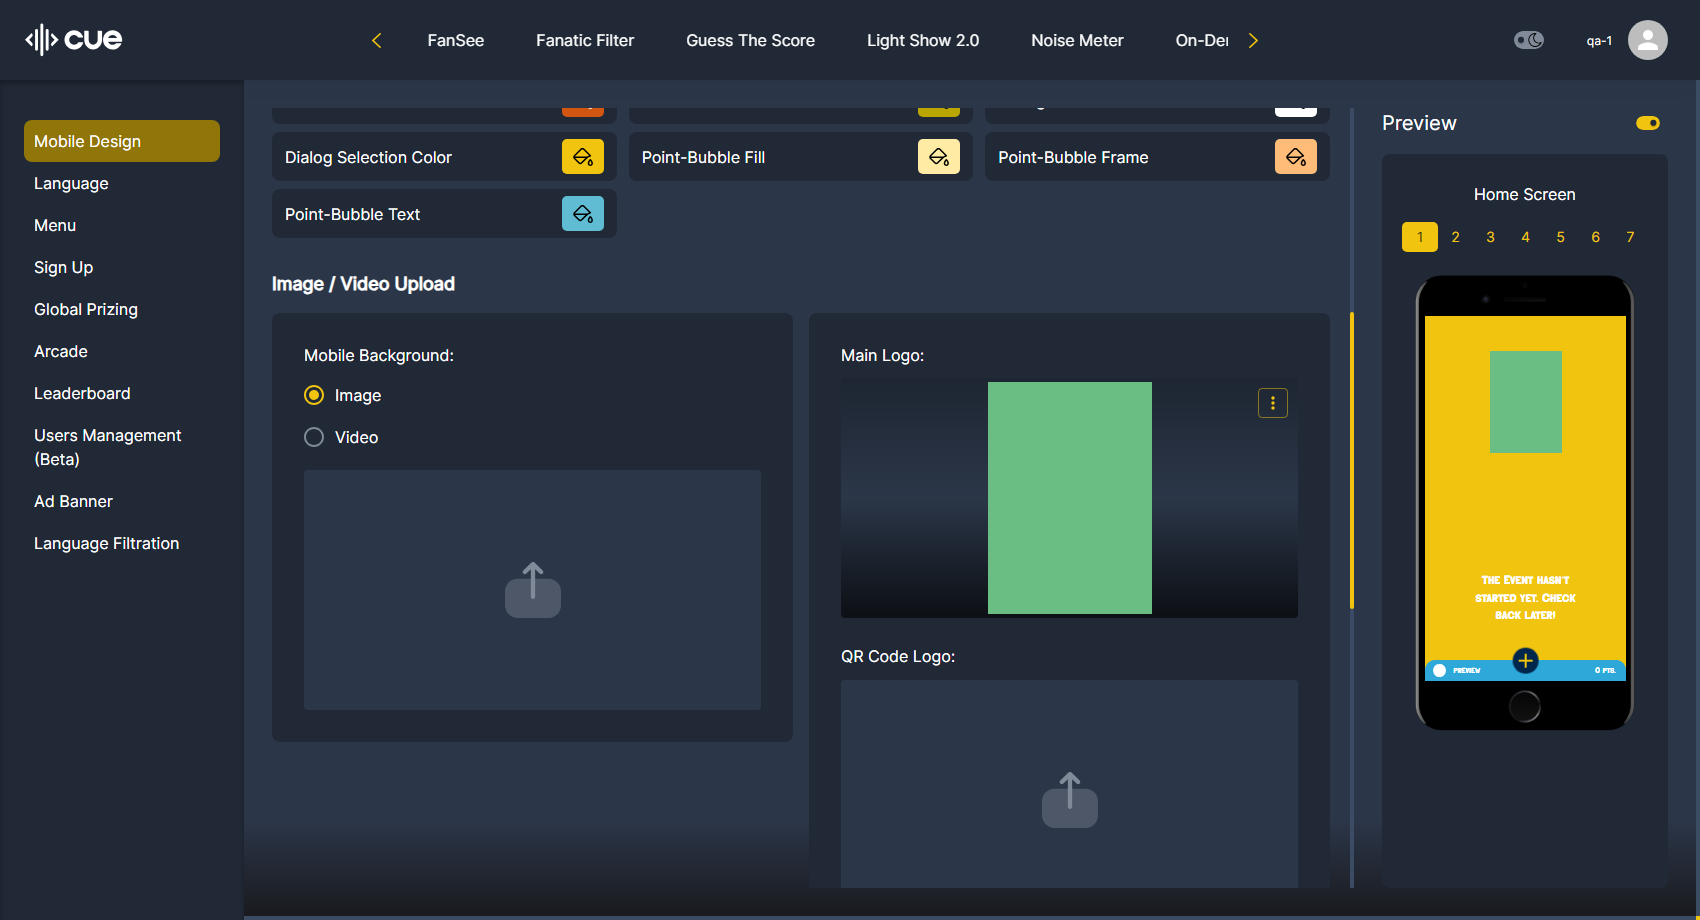 cue
FanSee
Fanatic Filter
Guess The Score
Light Show 2.0
Noise Meter
On-De
qa-1
Mobile Design
Language
Menu
Sign Up
Global Prizing
Arcade
Leaderboard
Users Management
(Beta)
Ad Banner
Language Filtration
Dialog Selection Color
Point-Bubble Fill
Point-Bubble Frame
Point-Bubble Text
Image / Video Upload
Mobile Background:
Image
Video
Main Logo:
QR Code Logo:
Preview
Home Screen
1 2 3 4 5 6 7
The Event hasn't
started yet. Check
back later!
PREVIEW
0 PTS.